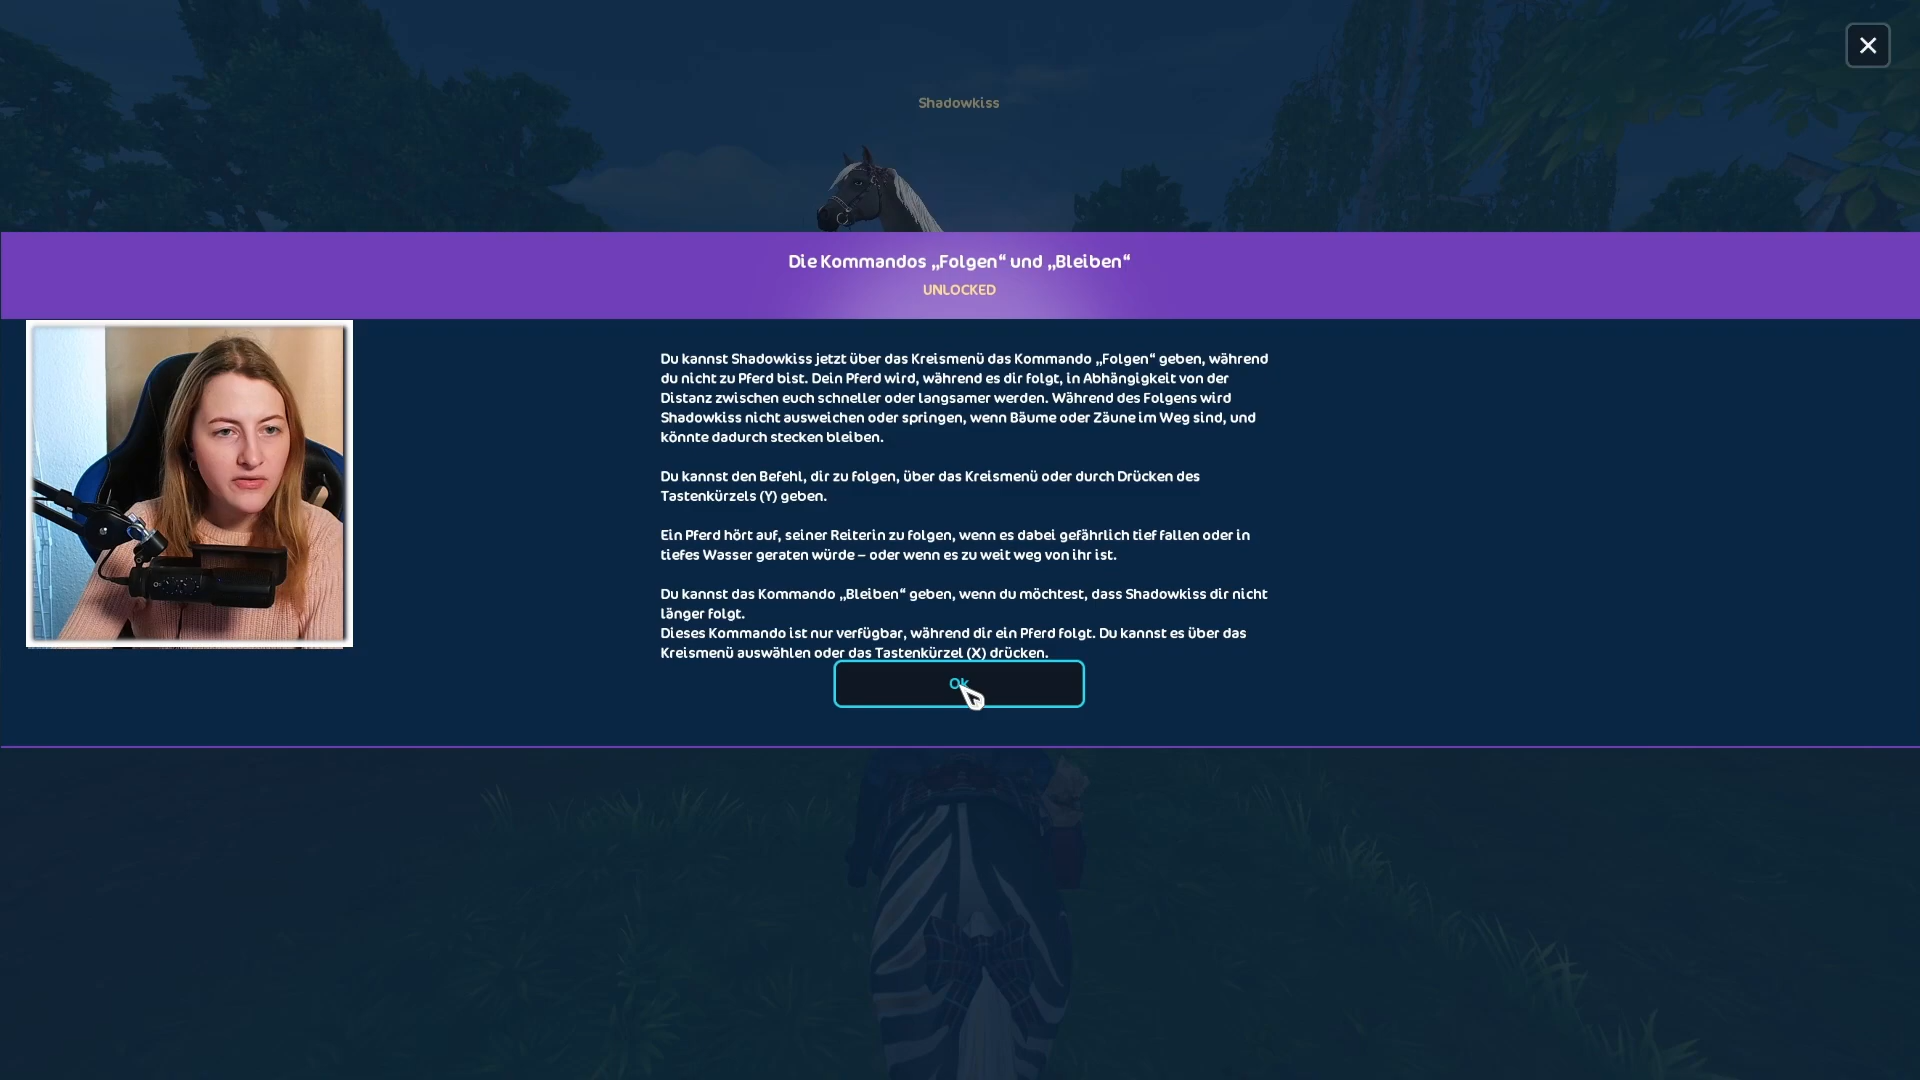 Shadowkiss
Die Kommandos „Folgen“ und „Bleiben“
UNLOCKED
Du kannst Shadowkiss jetzt über das Kreismenü das Kommando „Folgen“ geben, während
du nicht zu Pferd bist. Dein Pferd wird, während es dir folgt, in Abhängigkeit von der
Distanz zwischen euch schneller oder langsamer werden. Während des Folgens wird
Shadowkiss nicht ausweichen oder springen, wenn Bäume oder Zäune im Weg sind, und
könnte dadurch stecken bleiben.
Du kannst den Befehl, dir zu folgen, über das Kreismenü oder durch Drücken des
Tastenkürzels (Y) geben.
Ein Pferd hört auf, seiner Reiterin zu folgen, wenn es dabei gefährlich tief fallen oder in
tiefes Wasser geraten würde – oder wenn es zu weit weg von ihr ist.
Du kannst das Kommando „Bleiben“ geben, wenn du möchtest, dass Shadowkiss dir nicht
länger folgt.
Dieses Kommando ist nur verfügbar, während dir ein Pferd folgt. Du kannst es über das
Kreismenü auswählen oder das Tastenkürzel (X) drücken.
Ok